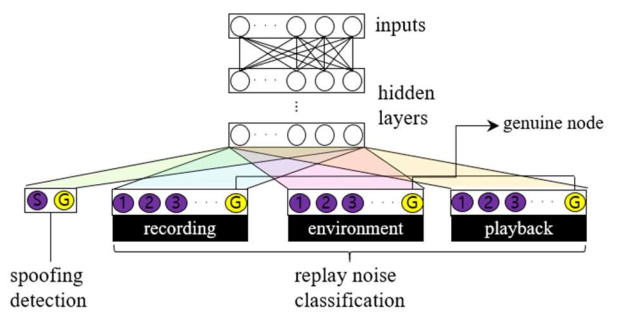 inputs
hidden
layers
genuine node
S G
1 2 3 G
1 2 3 G
1 2 3 G
recording
environment
playback
spoofing
detection
replay noise
classification